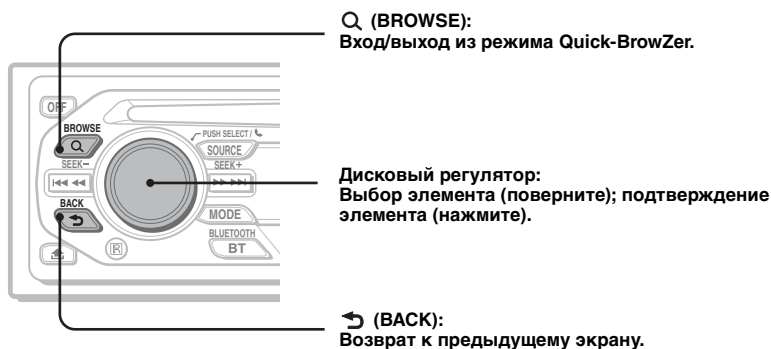 (BROWSE):
Вход/выход из режима Quick-BrowZer.
OFF
BROWSE
PUSH SELECT /
SOURCE
SEEK−
SEEK+
Дисковый регулятор:
Выбор элемента (поверните); подтверждение
элемента (нажмите).
BACK
MODE
BLUETOOTH
R
BT
(BACK):
Возврат к предыдущему экрану.